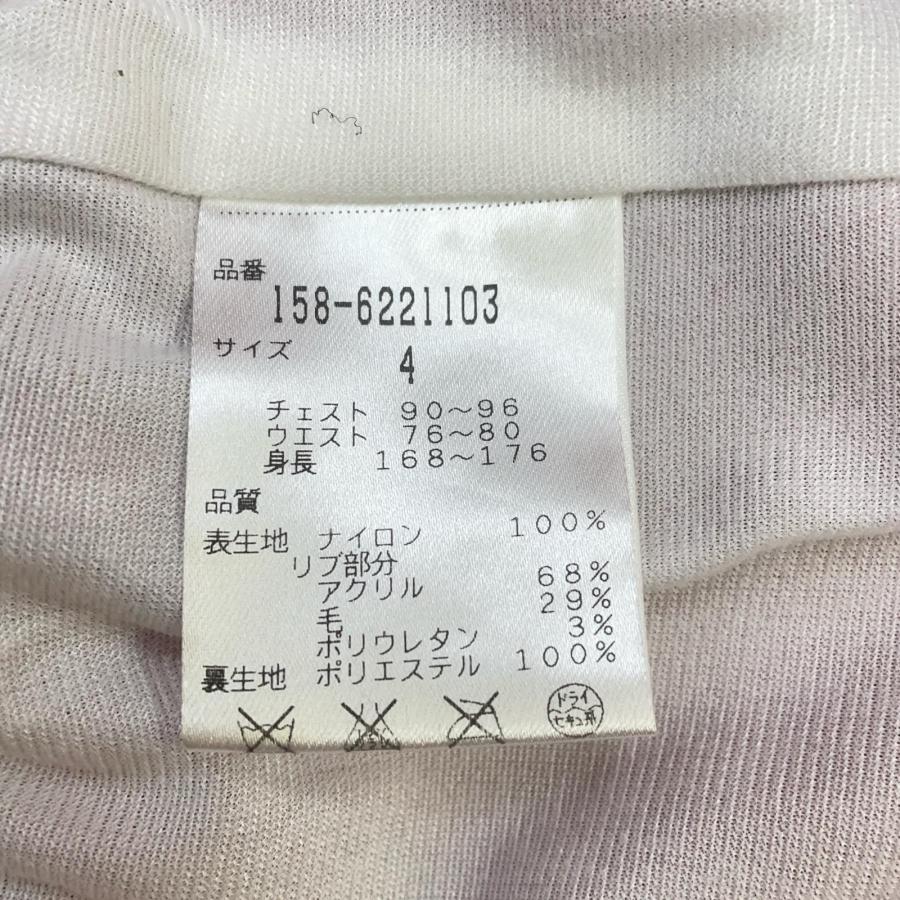 品番
158-6221103
サイズ
4
チェスト 90〜96
ウエスト 76〜80
身長 168〜176
品質
表生地 ナイロン 100%
リブ部分
アクリル 68%
毛 29%
ポリウレタン 3%
裏生地 ポリエステル 100%
ドライ
セキユ系